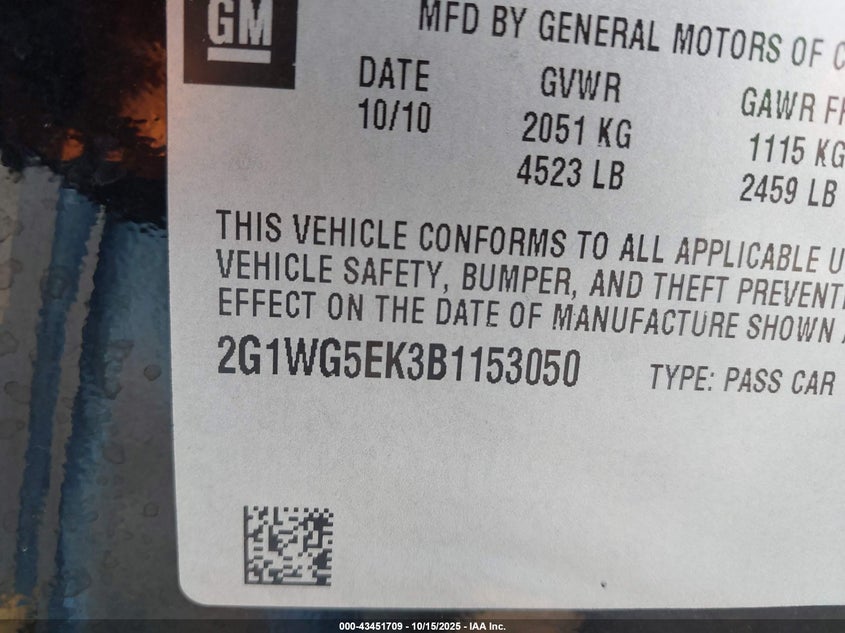 GM
MFD BY GENERAL MOTORS OF C
DATE GVWR GAWR F
10/10 2051 KG 1115 KG
4523 LB 2459 LB
THIS VEHICLE CONFORMS TO ALL APPLICABLE U
VEHICLE SAFETY, BUMPER, AND THEFT PREVENT
EFFECT ON THE DATE OF MANUFACTURE SHOWN
2G1WG5EK3B1153050 TYPE: PASS CAR
000-43451709 - 10/15/2025 - IAA Inc.